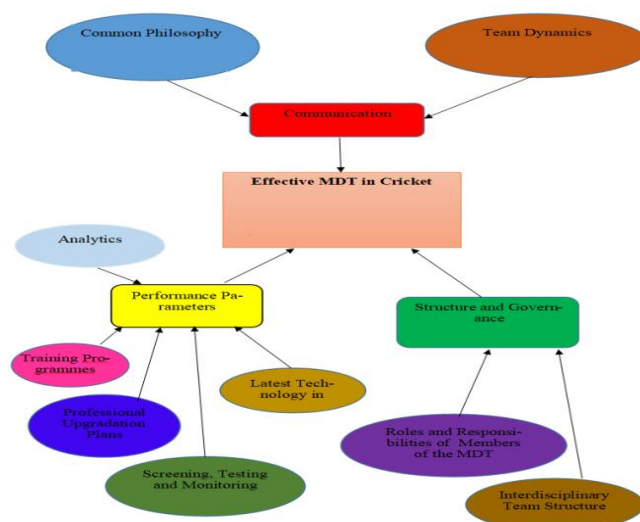 Common Philosophy
Team Dynamics
Communication
Effective MDT in Cricket
Analytics
Performance Pa-
rameters
Structure and Govern-
ance
Training Pro-
grammes
Latest Tech-
nology in
Professional
Upgradation
Plans
Roles and Responsi-
bilities of Members
of the MDT
Screening, Testing
and Monitoring
Interdisciplinary
Team Structure